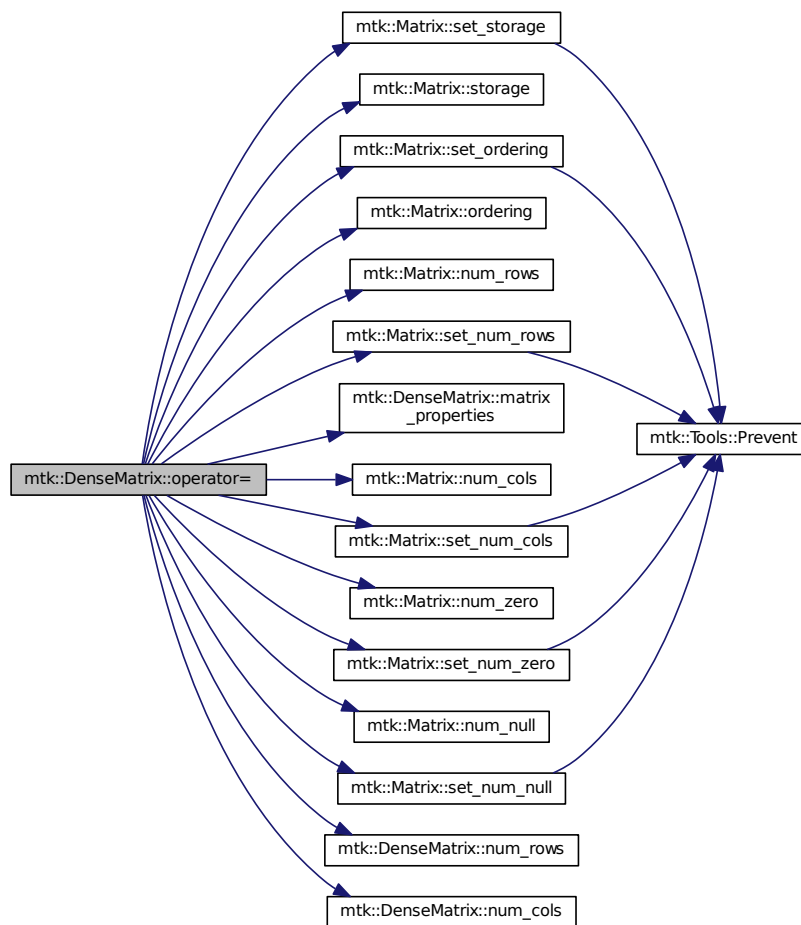 mtk::Matrix::set_storage
mtk::Matrix::storage
mtk::Matrix::set_ordering
mtk::Matrix::ordering
mtk::Matrix::num_rows
mtk::Matrix::set_num_rows
mtk::DenseMatrix::matrix
_properties
mtk::Tools::Prevent
mtk::DenseMatrix::operator=
mtk::Matrix::num_cols
mtk::Matrix::set_num_cols
mtk::Matrix::num_zero
mtk::Matrix::set_num_zero
mtk::Matrix::num_null
mtk::Matrix::set_num_null
mtk::DenseMatrix::num_rows
mtk::DenseMatrix::num_cols